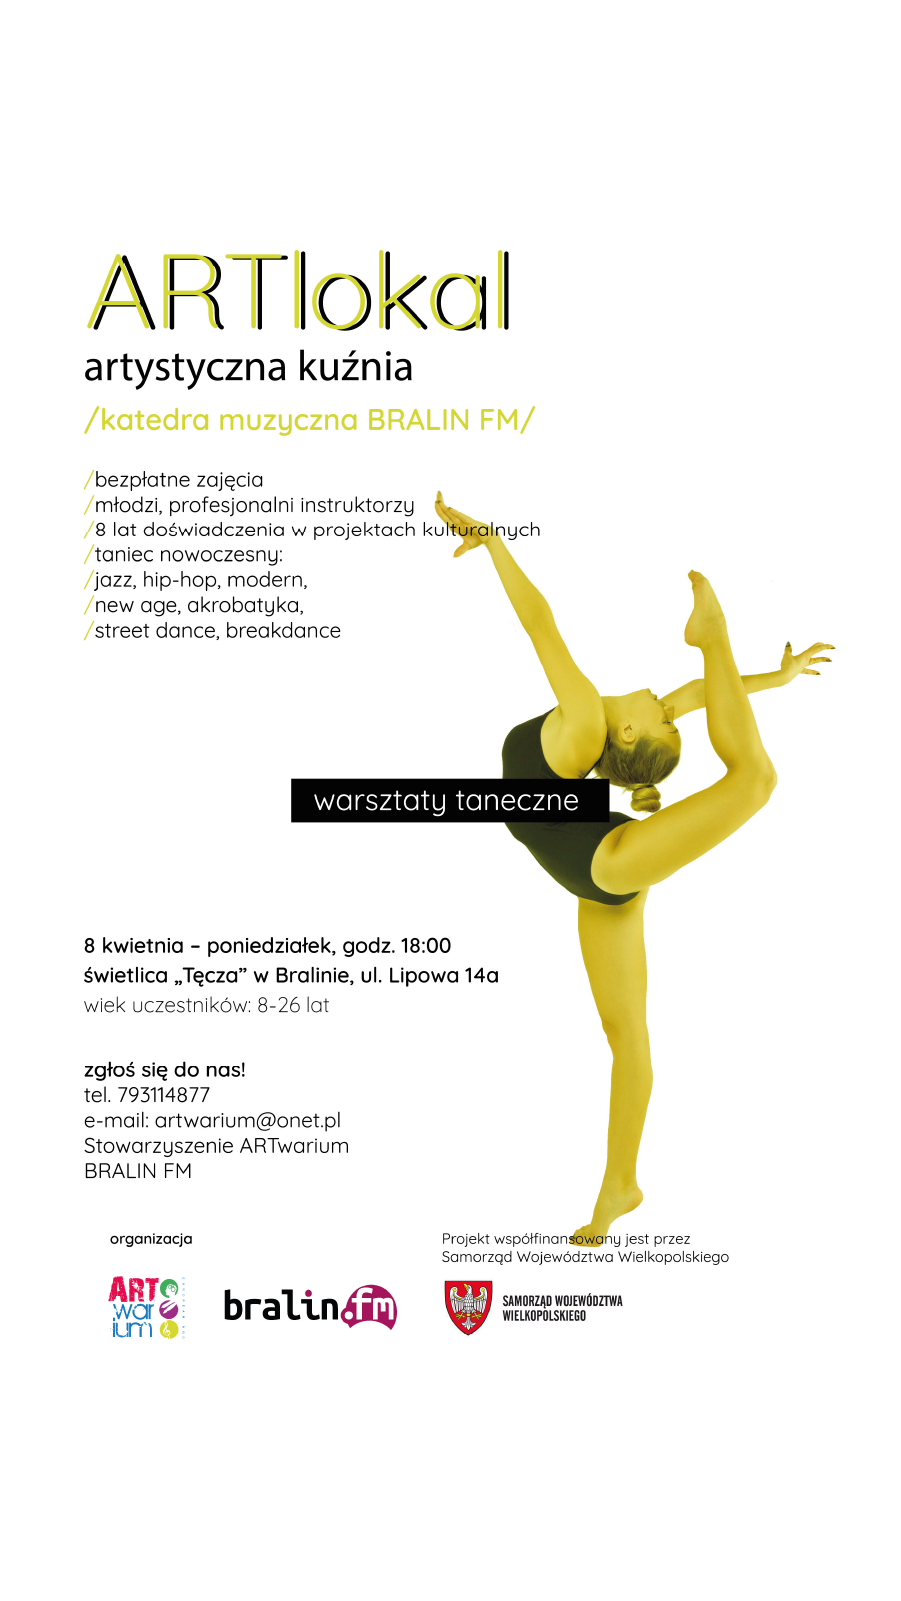 ARTlokal
artystyczna kuźnia
/katedra muzyczna BRALIN FM/
/bezpłatne zajęcia
/młodzi, profesjonalni instruktorzy
/8 lat doświadczenia w projektach kulturalnych
/taniec nowoczesny:
/jazz, hip-hop, modern,
/new age, akrobatyka,
/street dance, breakdance
warsztaty taneczne
8 kwietnia – poniedziałek, godz. 18:00
świetlica „Tęcza” w Bralinie, ul. Lipowa 14a
wiek uczestników: 8-26 lat
zgłoś się do nas!
tel. 793114877
e-mail: artwarium@onet.pl
Stowarzyszenie ARTwarium
BRALIN FM
organizacja
Projekt współfinansowany jest przez
Samorząd Województwa Wielkopolskiego
ART
war
ium
bralin.fm
SAMORZĄD WOJEWÓDZTWA
WIELKOPOLSKIEGO